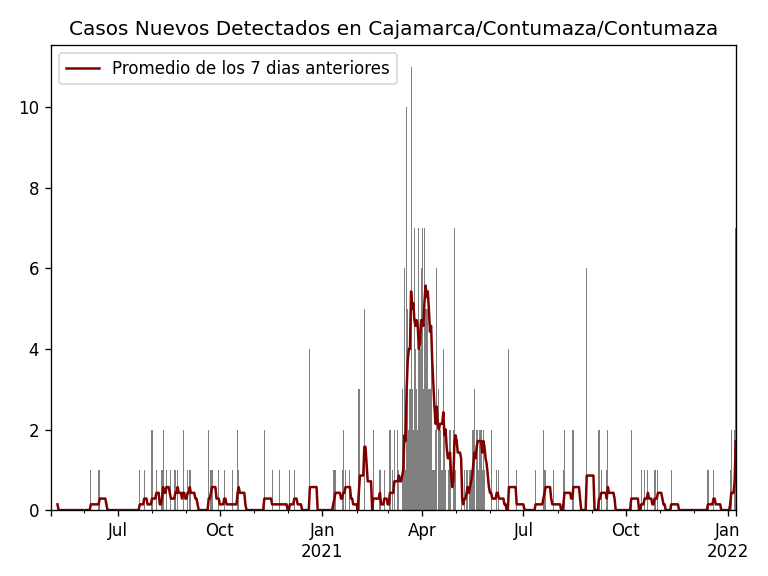 Casos Nuevos Detectados en Cajamarca/Contumaza/Contumaza
Promedio de los 7 dias anteriores
10
8
6
4
2
0
Jul
Oct
Jan
2021
Apr
Jul
Oct
Jan
2022